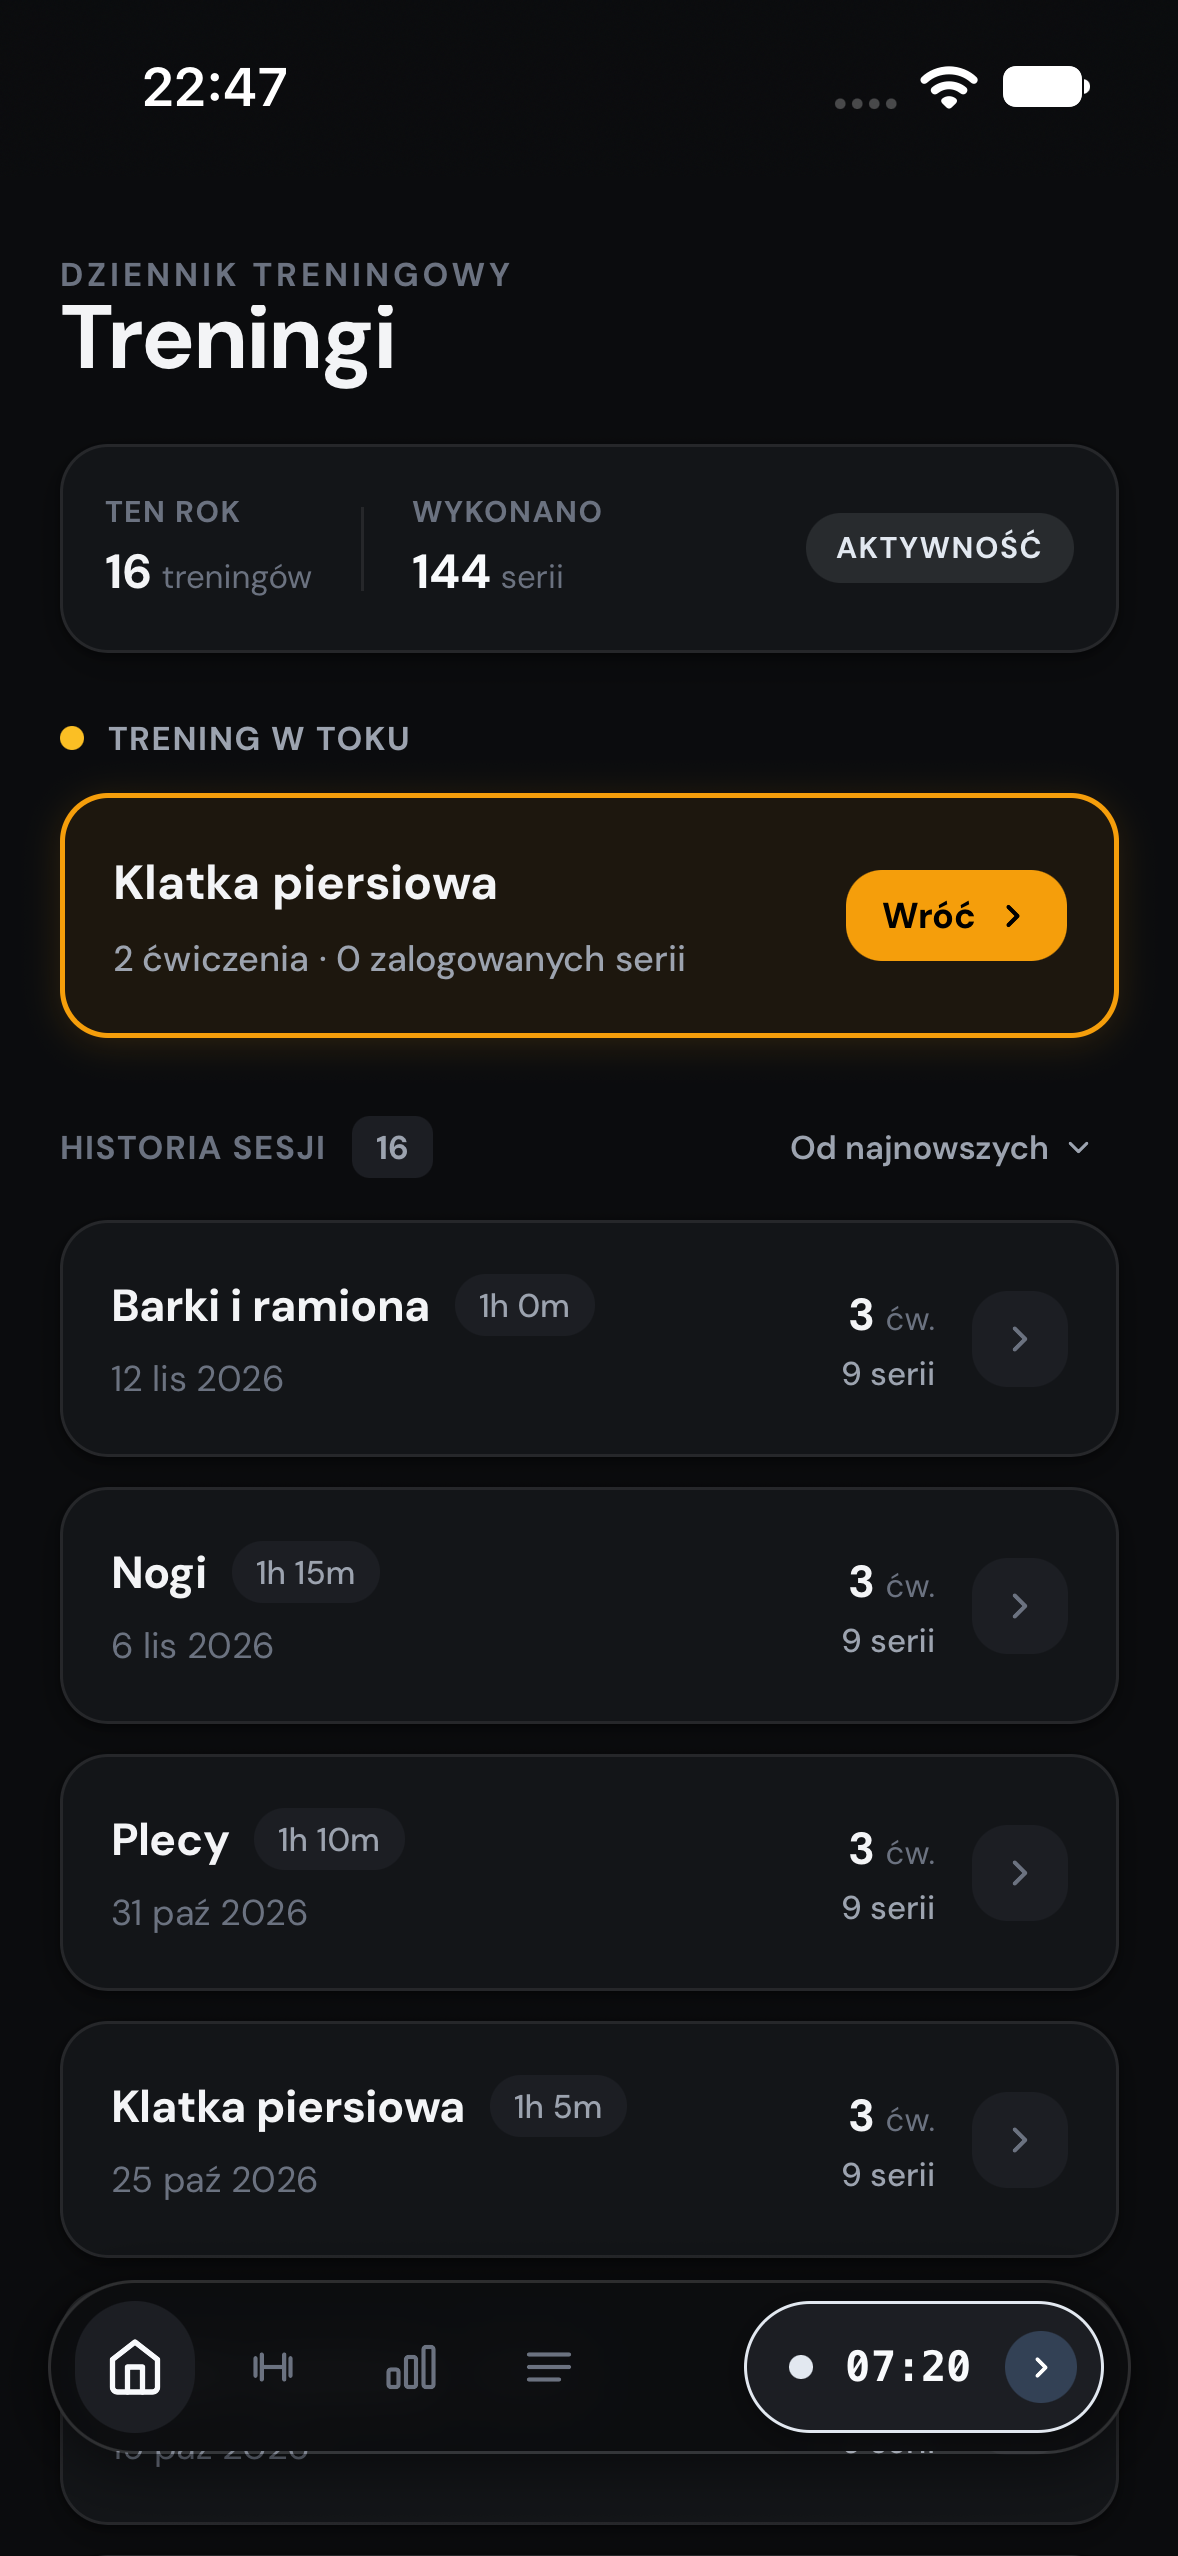 22:47
DZIENNIK TRENINGOWY
Treningi
TEN ROK
16 treningów
WYKONANO
144 serii
AKTYWNOŚĆ
TRENING W TOKU
Klatka piersiowa
2 ćwiczenia · 0 zalogowanych serii
Wróć
HISTORIA SESJI 16
Od najnowszych
Barki i ramiona 1h 0m
12 lis 2026
3 ćw.
9 serii
Nogi 1h 15m
6 lis 2026
3 ćw.
9 serii
Plecy 1h 10m
31 paź 2026
3 ćw.
9 serii
Klatka piersiowa 1h 5m
25 paź 2026
3 ćw.
9 serii
07:20